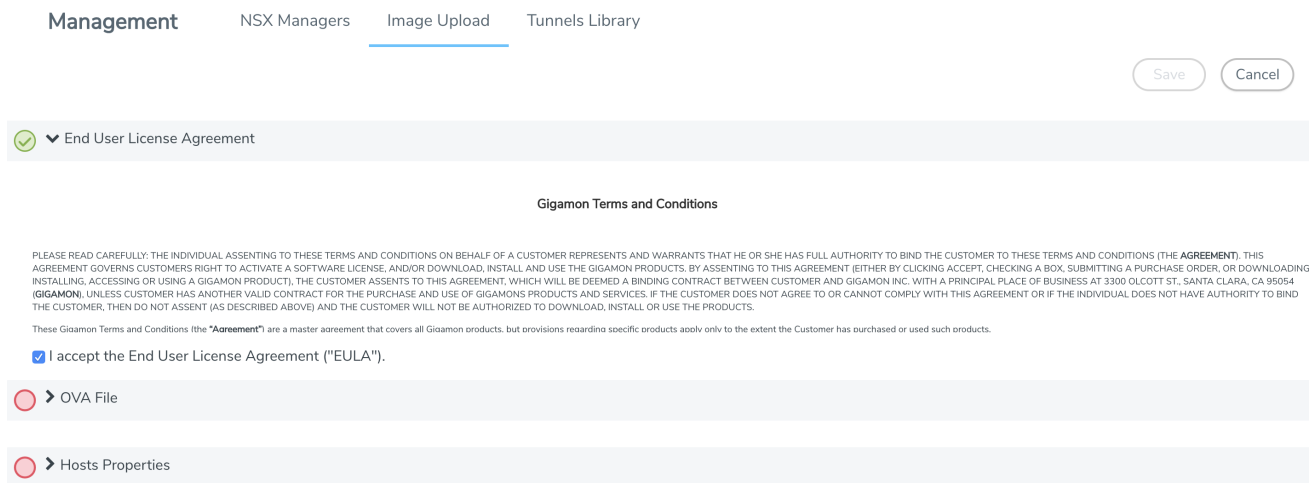 Management NSX Managers Image Upload Tunnels Library
Save Cancel
End User License Agreement
Gigamon Terms and Conditions
PLEASE READ CAREFULLY: THE INDIVIDUAL ASSENTING TO THESE TERMS AND CONDITIONS ON BEHALF OF A CUSTOMER REPRESENTS AND WARRANTS THAT HE OR SHE HAS FULL AUTHORITY TO BIND THE CUSTOMER TO THESE TERMS AND CONDITIONS (THE AGREEMENT). THIS
AGREEMENT GOVERNS CUSTOMERS RIGHT TO ACTIVATE A SOFTWARE LICENSE, AND/OR DOWNLOAD, INSTALL AND USE THE GIGAMON PRODUCTS. BY ASSENTING TO THIS AGREEMENT (EITHER BY CLICKING ACCEPT, CHECKING A BOX, SUBMITTING A PURCHASE ORDER, OR DOWNLOADING
INSTALLING, ACCESSING OR USING A GIGAMON PRODUCT), THE CUSTOMER ASSENTS TO THIS AGREEMENT, WHICH WILL BE DEEMED A BINDING CONTRACT BETWEEN CUSTOMER AND GIGAMON INC. WITH A PRINCIPAL PLACE OF BUSINESS AT 3300 OLCOTT ST., SANTA CLARA, CA 95054
(GIGAMON), UNLESS CUSTOMER HAS ANOTHER VALID CONTRACT FOR THE PURCHASE AND USE OF GIGAMONS PRODUCTS AND SERVICES. IF THE CUSTOMER DOES NOT AGREE TO OR CANNOT COMPLY WITH THIS AGREEMENT OR IF THE INDIVIDUAL DOES NOT HAVE AUTHORITY TO BIND
THE CUSTOMER, THEN DO NOT ASSENT (AS DESCRIBED ABOVE) AND THE CUSTOMER WILL NOT BE AUTHORIZED TO DOWNLOAD, INSTALL OR USE THE PRODUCTS.
These Gigamon Terms and Conditions (the "Agreement") are a master agreement that covers all Gigamon products, but provisions regarding specific products apply only to the extent the Customer has purchased or used such products.
I accept the End User License Agreement ("EULA").
OVA File
Hosts Properties